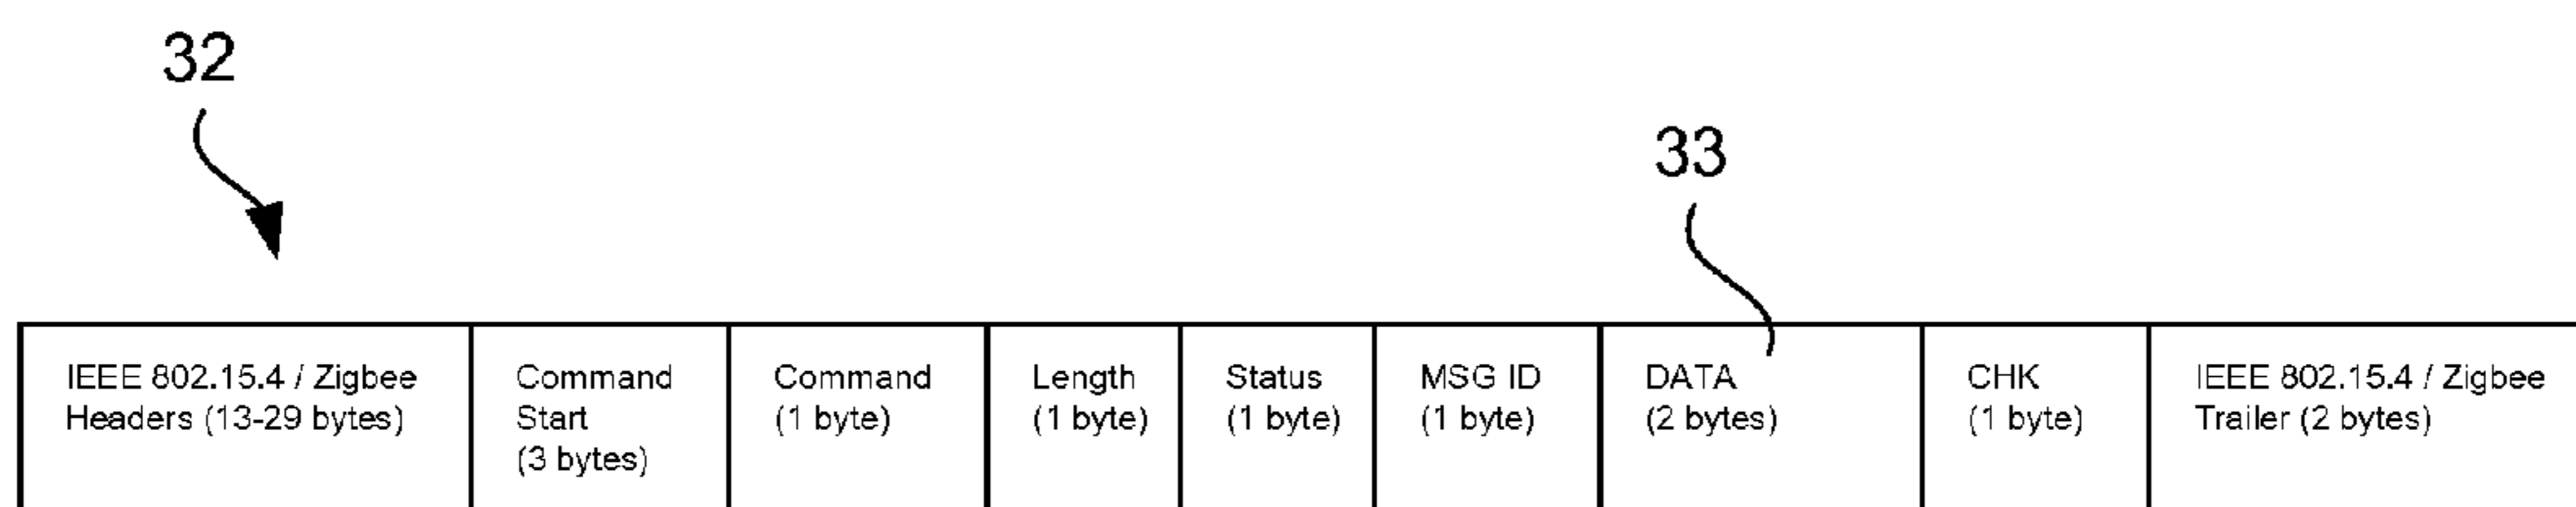 32
33
IEEE 802.15.4 / Zigbee
Headers (13-29 bytes)
Command
Start
(3 bytes)
Command
(1 byte)
Length
(1 byte)
Status
(1 byte)
MSG ID
(1 byte)
DATA
(2 bytes)
CHK
(1 byte)
IEEE 802.15.4 / Zigbee
Trailer (2 bytes)